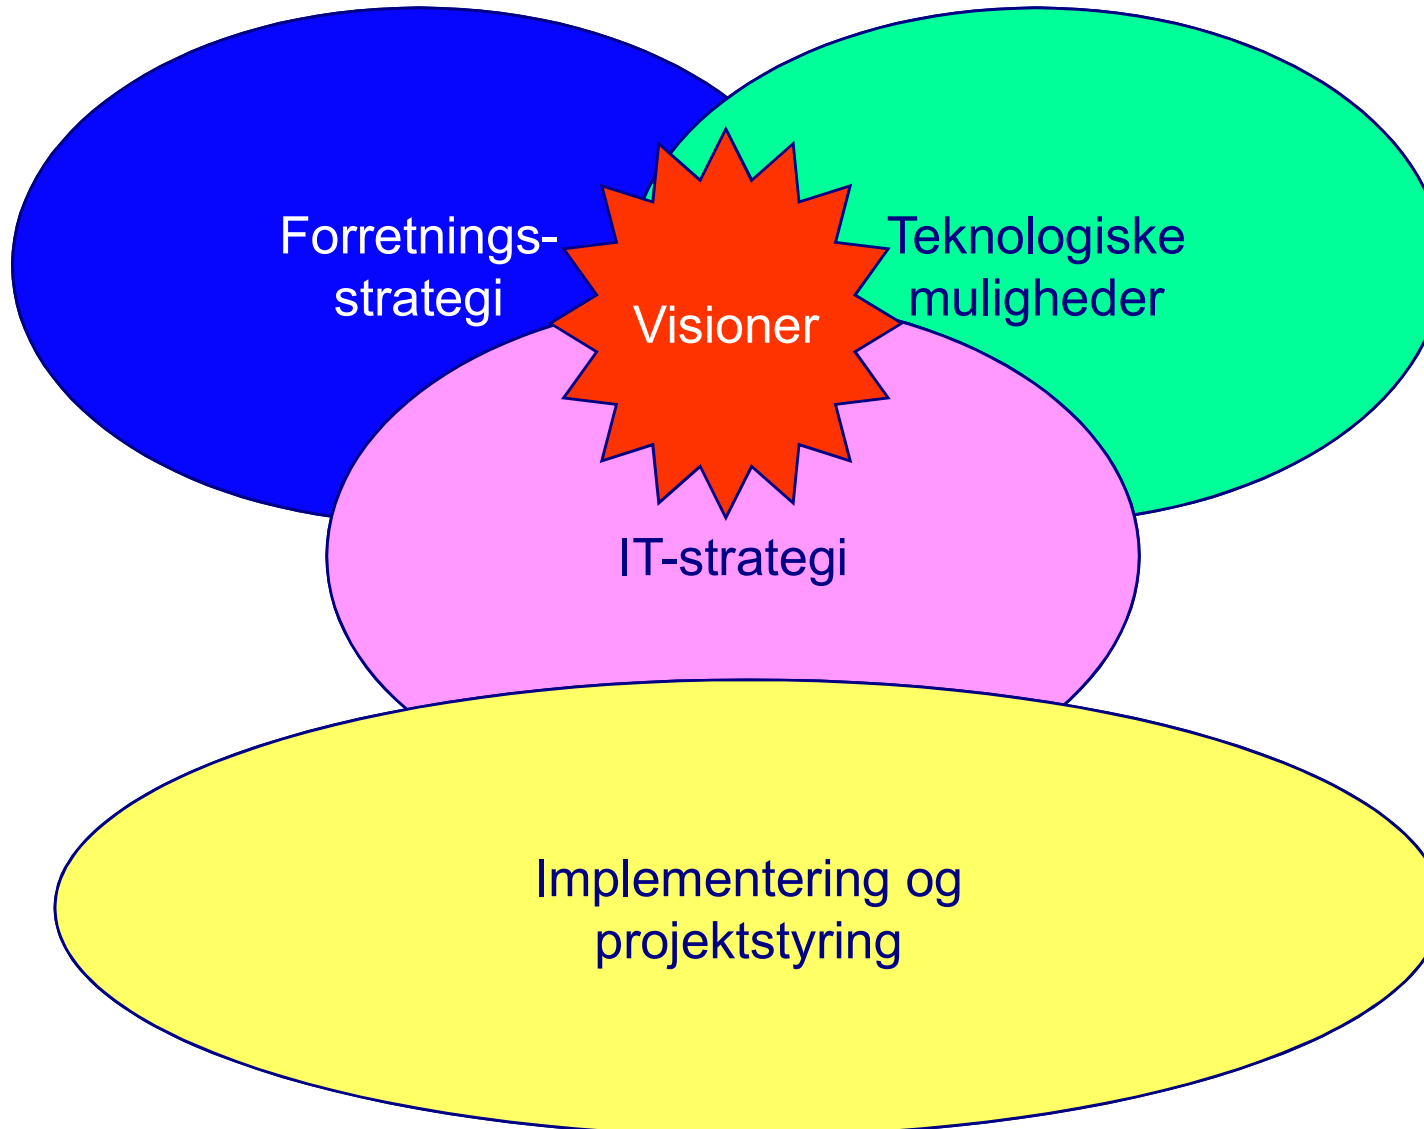 Forretnings-
strategi
Teknologiske
muligheder
Visioner
IT-strategi
Implementering og
projektstyring